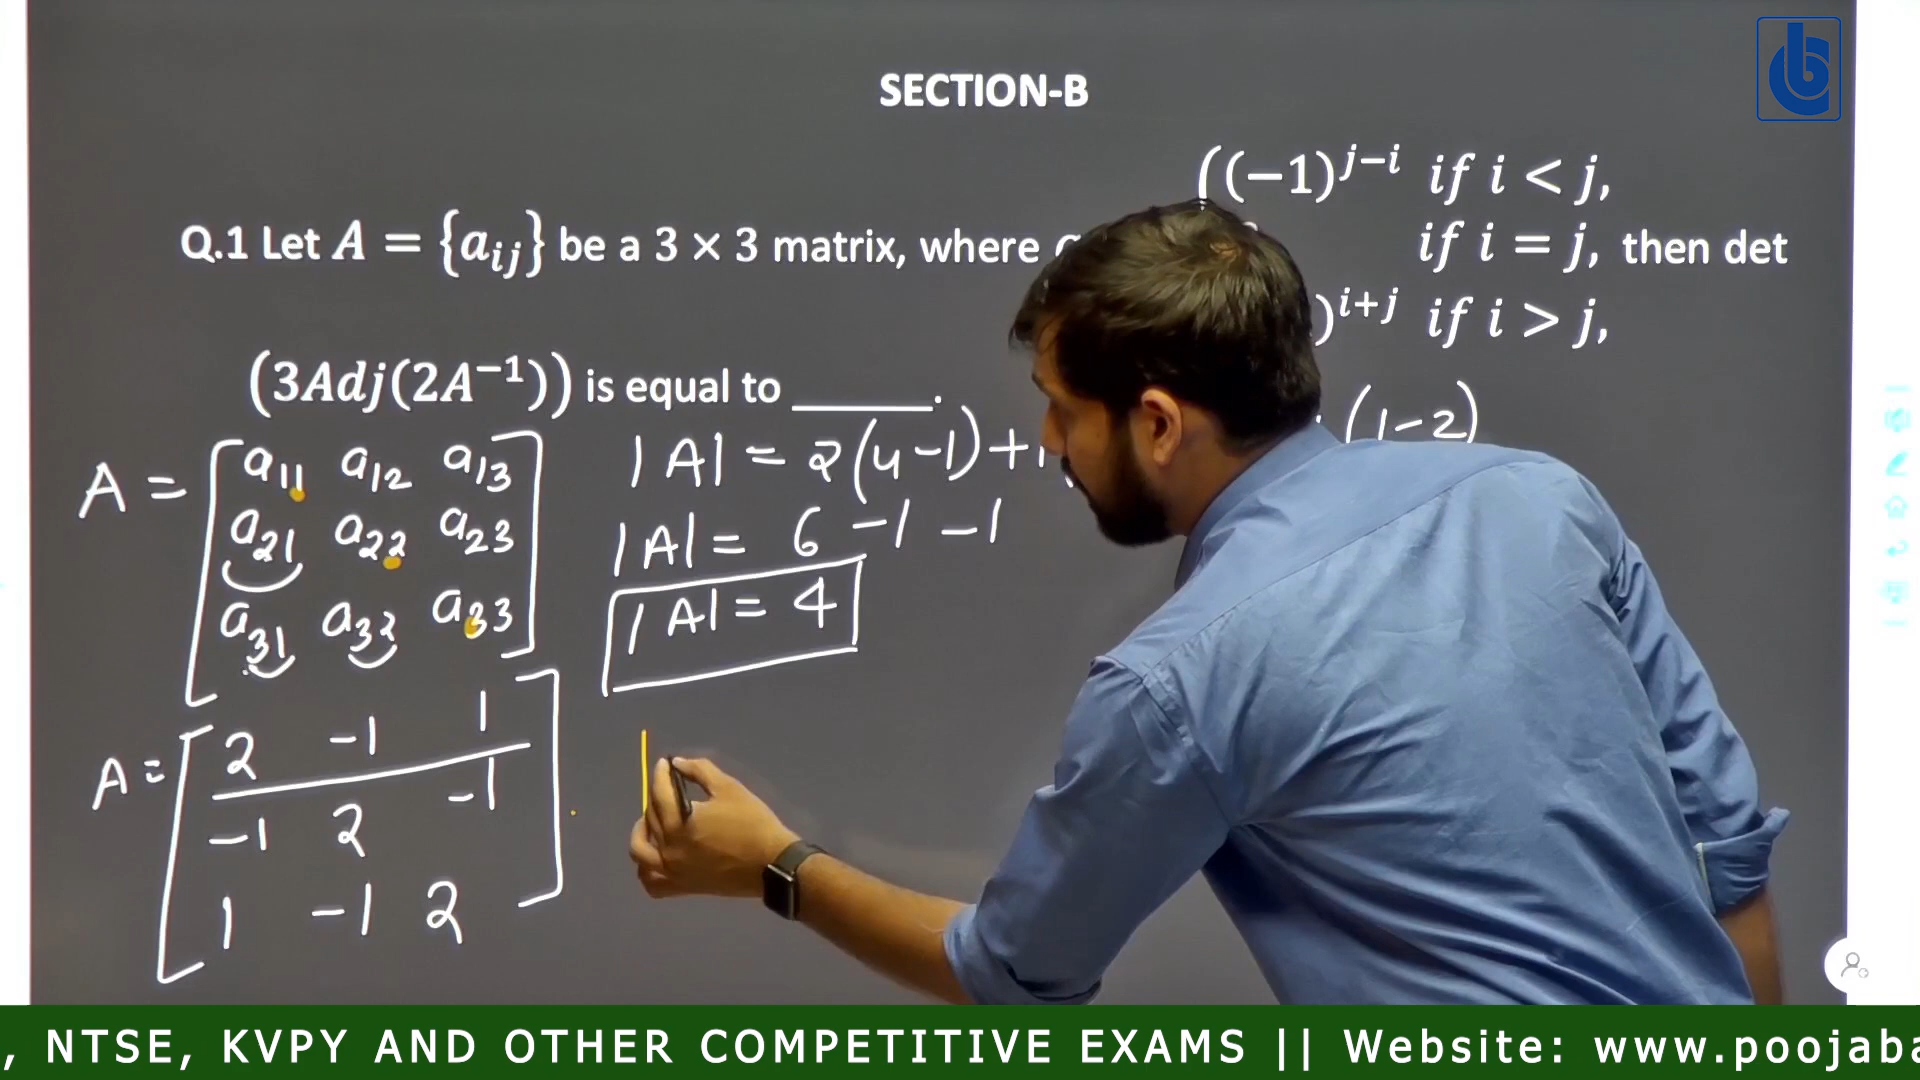 SECTION-B
((−1)^{j−i} if i < j,
Q.1 Let A = {a_{ij}} be a 3 × 3 matrix, where if i = j, then det
)^{i+j} if i > j,
(3Adj(2A^{−1})) is equal to ______.
A = [a₁₁ a₁₂ a₁₃
a₂₁ a₂₂ a₂₃
a₃₁ a₃₂ a₃₃]
|A| = 2(4−1)+ (1−2)
|A| = 6 −1 −1
|A| = 4
A = [2 −1 1
−1 2 −1
1 −1 2]
, NTSE, KVPY AND OTHER COMPETITIVE EXAMS || Website: www.poojaba